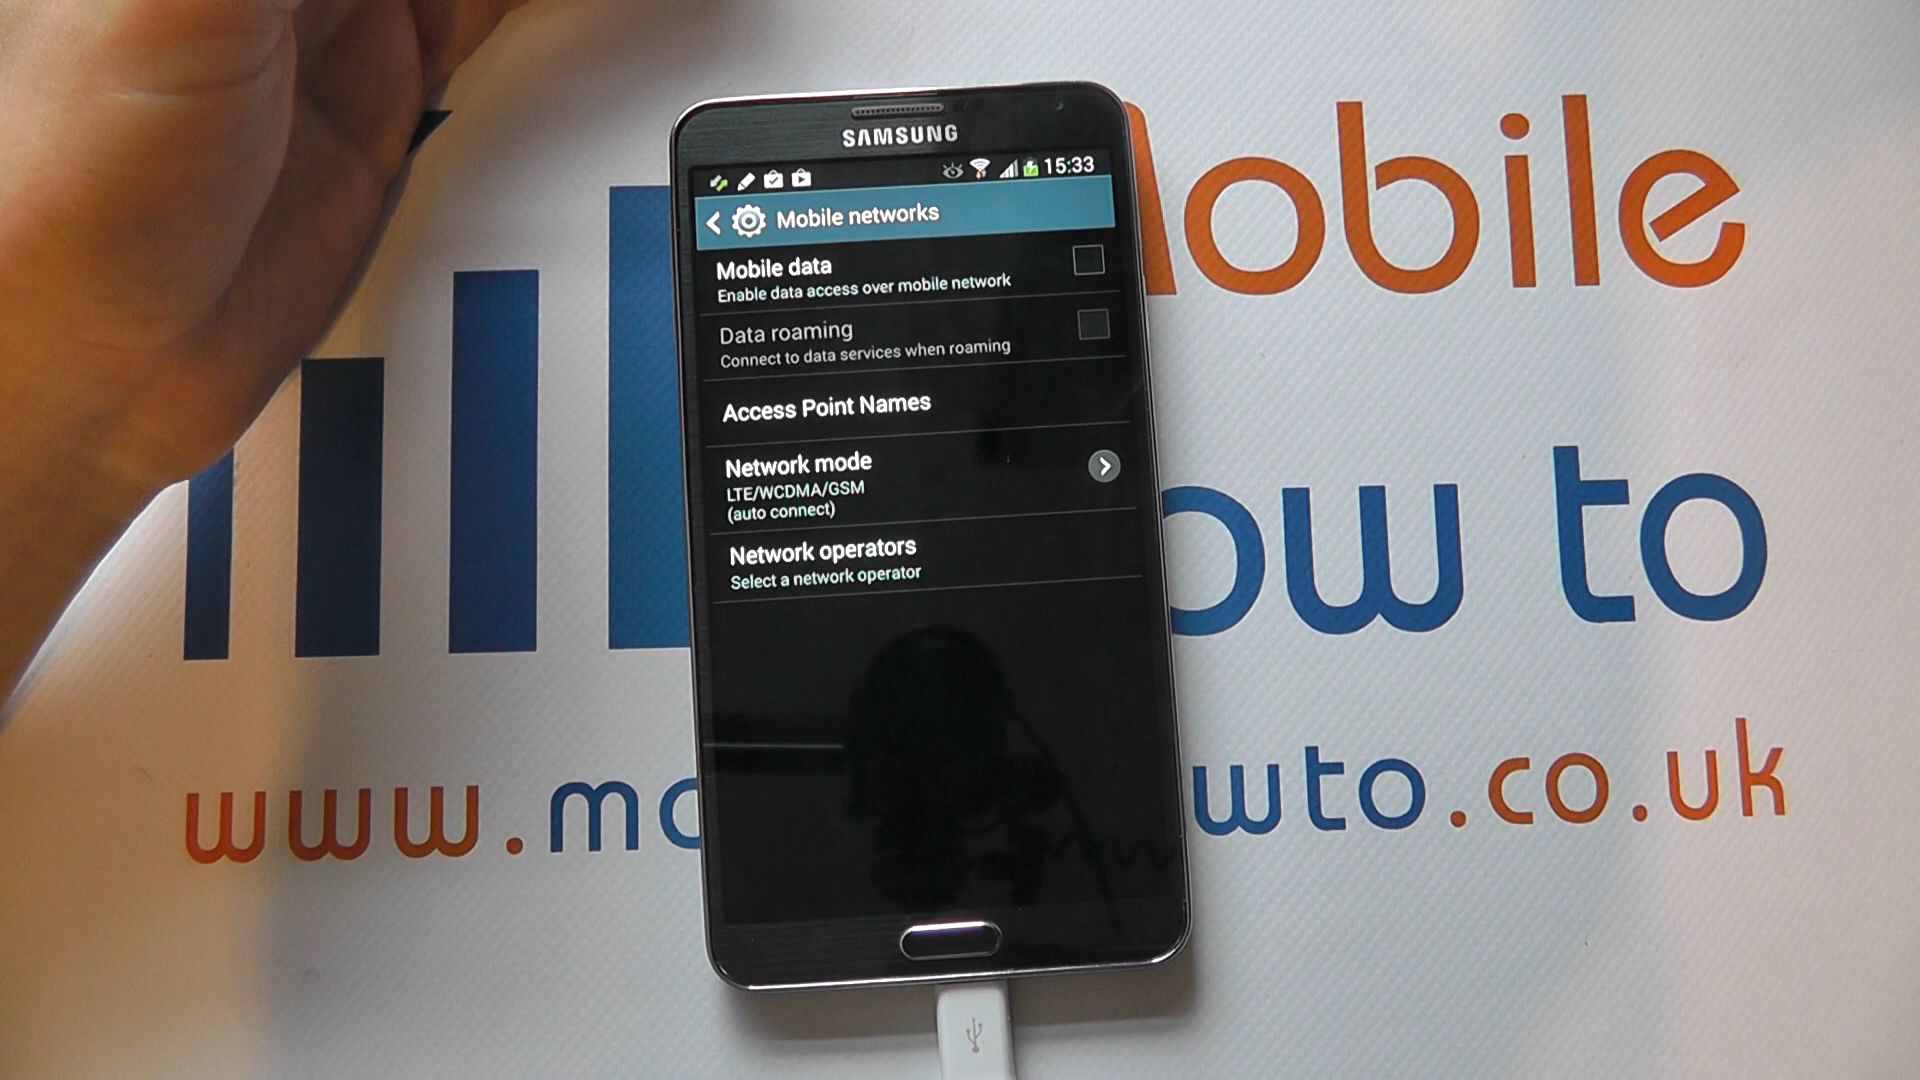 SAMSUNG
15:33
Mobile networks
Mobile data
Enable data access over mobile network
Data roaming
Connect to data services when roaming
Access Point Names
Network mode
LTE/WCDMA/GSM
(auto connect)
Network operators
Select a network operator
obile
ow to
www.mo
wto.co.uk